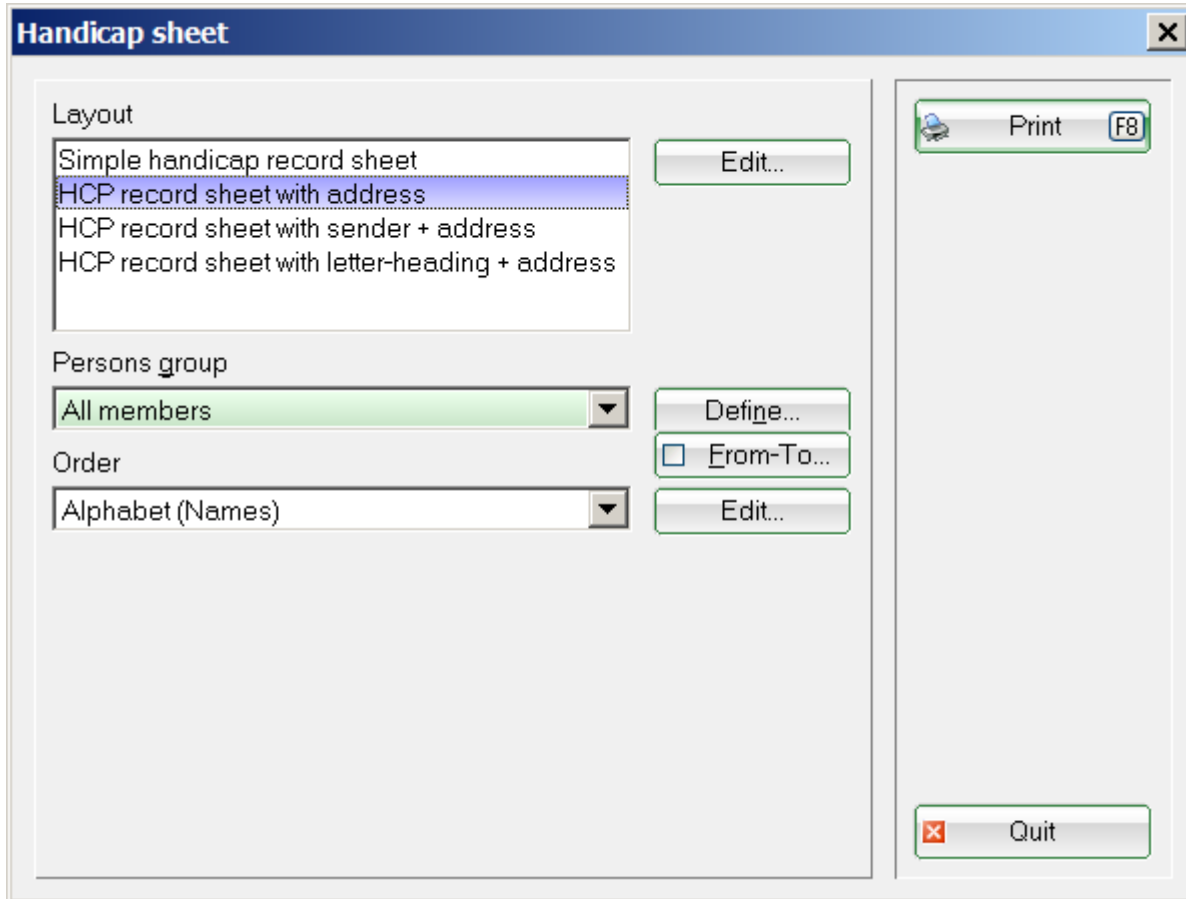 Handicap sheet
Layout
Simple handicap record sheet
HCP record sheet with address
HCP record sheet with sender + address
HCP record sheet with letter-heading + address
Edit...
Persons group
All members
Define...
From-To...
Order
Alphabet (Names)
Edit...
Print F8
Quit